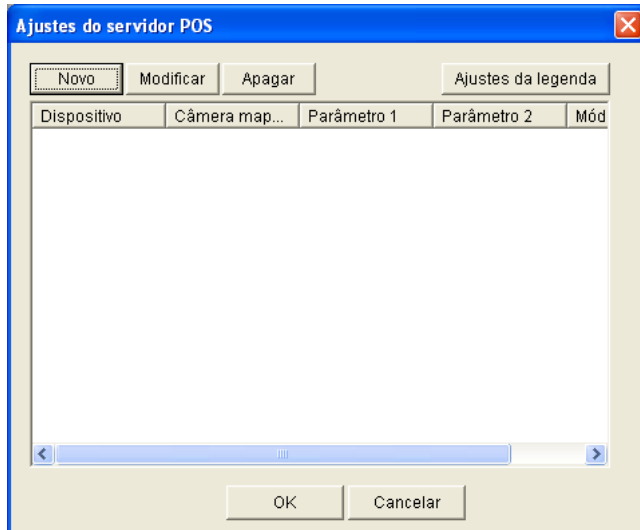 Ajustes do servidor POS
Novo Modificar Apagar Ajustes da legenda
Dispositivo Câmera map... Parâmetro 1 Parâmetro 2 Mód
OK Cancelar